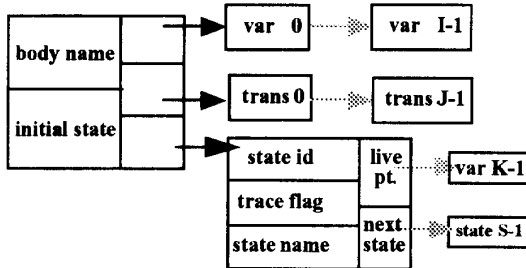 var 0
var I-1
body name
trans 0
trans J-1
initial state
state id
live pt.
var K-1
trace flag
next state
state S-1
state name